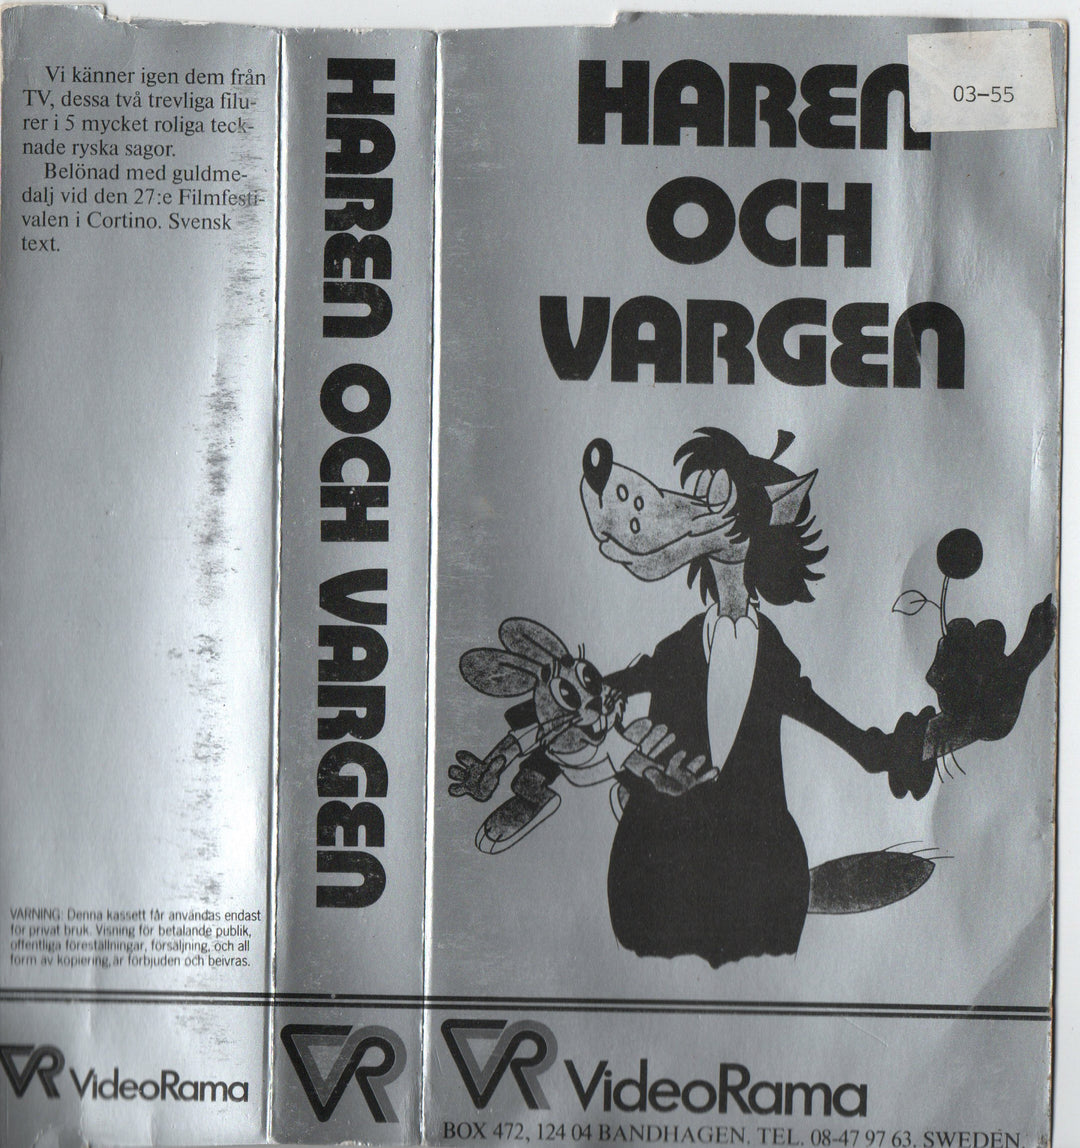 Vi känner igen dem från
TV, dessa två trevliga filu-
rer i 5 mycket roliga teck-
nade ryska sagor.
Belönad med guldme-
dalj vid den 27:e Filmfesti-
valen i Cortino. Svensk
text.
VARNING: Denna kassett får användas endast
för privat bruk. Visning för betalande publik,
offentliga föreställningar, försäljning, och all
form av kopiering, är förbjuden och beivras.
VR VideoRama
HAREN OCH VARGEN
VR
03-55
HAREN
OCH
VARGEN
VR VideoRama
BOX 472, 124 04 BANDHAGEN. TEL. 08-47 97 63, SWEDEN